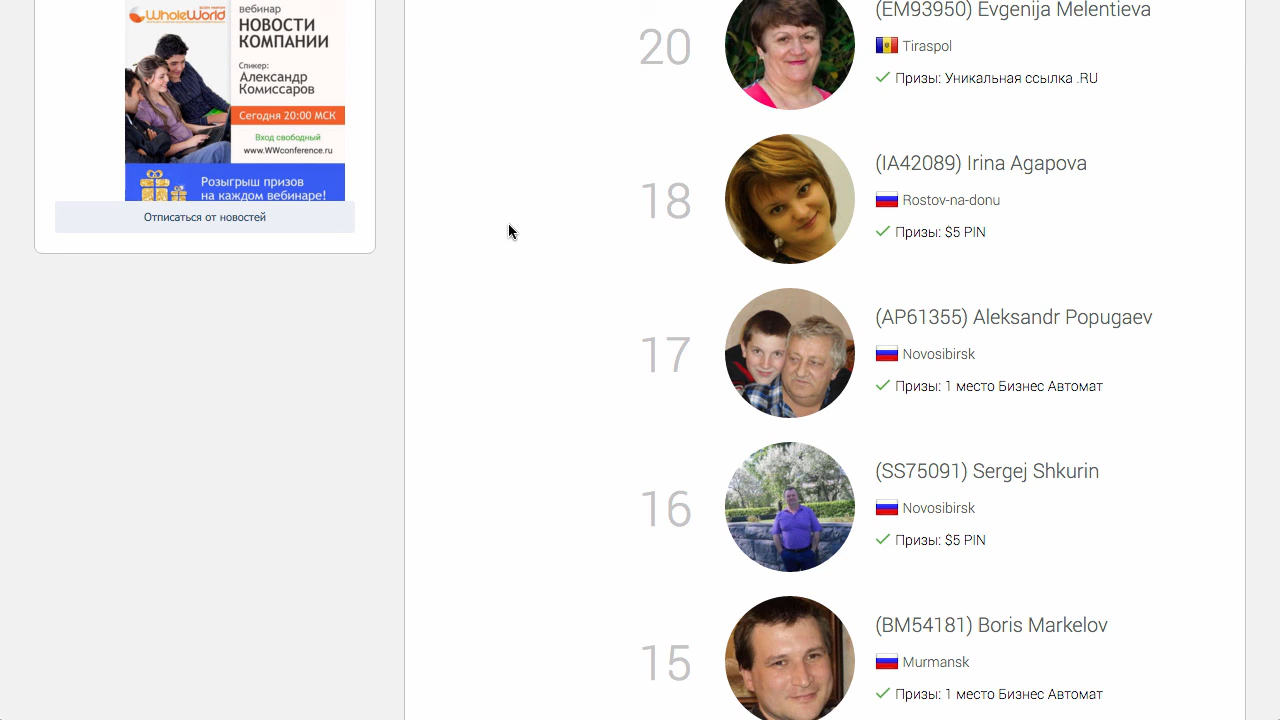 WholeWorld
вебинар
НОВОСТИ
КОМПАНИИ
Спикер:
Александр
Комиссаров
Сегодня 20:00 МСК
Вход свободный
www.WWconference.ru
Розыгрыш призов
на каждом вебинаре!
Отписаться от новостей
20
(EM23950) Evgenija Melentieva
Tiraspol
Призы: Уникальная ссылка .RU
18
(IA42089) Irina Agapova
Rostov-na-donu
Призы: $5 PIN
17
(AP61355) Aleksandr Popugaev
Novosibirsk
Призы: 1 место Бизнес Автомат
16
(SS75091) Sergej Shkurin
Novosibirsk
Призы: $5 PIN
15
(BM54181) Boris Markelov
Murmansk
Призы: 1 место Бизнес Автомат